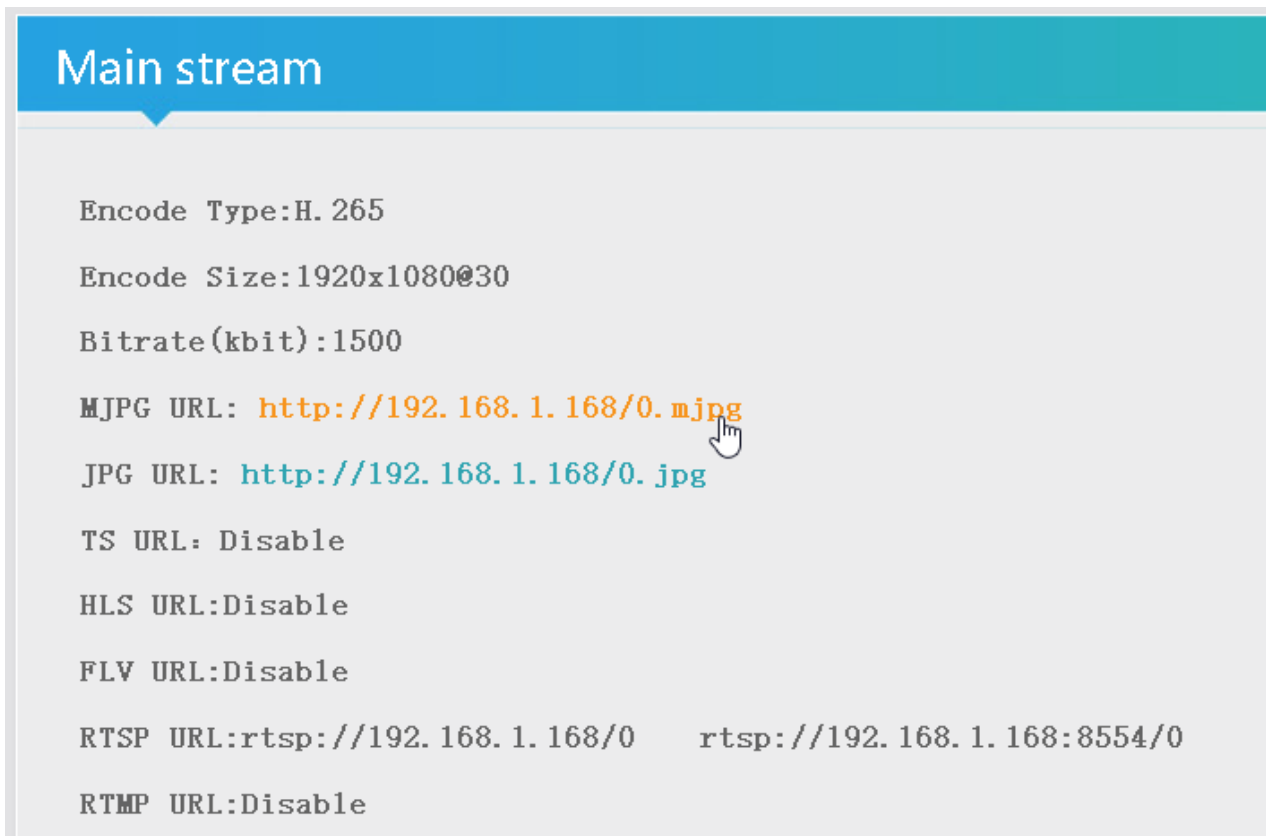 Main stream
Encode Type:H.265
Encode Size:1920x1080@30
Bitrate(kbit):1500
MJPG URL: http://192.168.1.168/0.mjpg
JPG URL: http://192.168.1.168/0.jpg
TS URL: Disable
HLS URL:Disable
FLV URL:Disable
RTSP URL:rtsp://192.168.1.168/0 rtsp://192.168.1.168:8554/0
RTMP URL:Disable